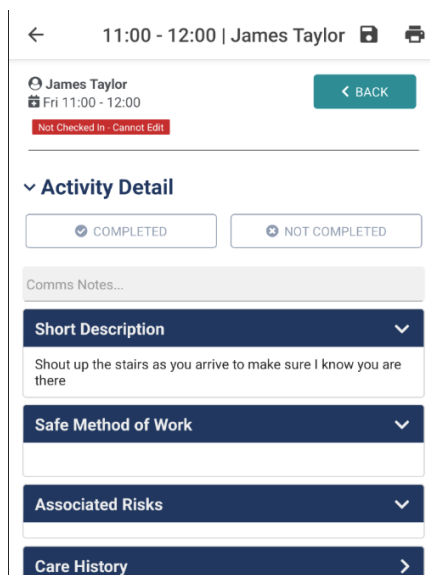 11:00 - 12:00 | James Taylor
James Taylor
Fri 11:00 - 12:00
BACK
Not Checked In - Cannot Edit
Activity Detail
COMPLETED
NOT COMPLETED
Comms Notes...
Short Description
Shout up the stairs as you arrive to make sure I know you are
there
Safe Method of Work
Associated Risks
Care History